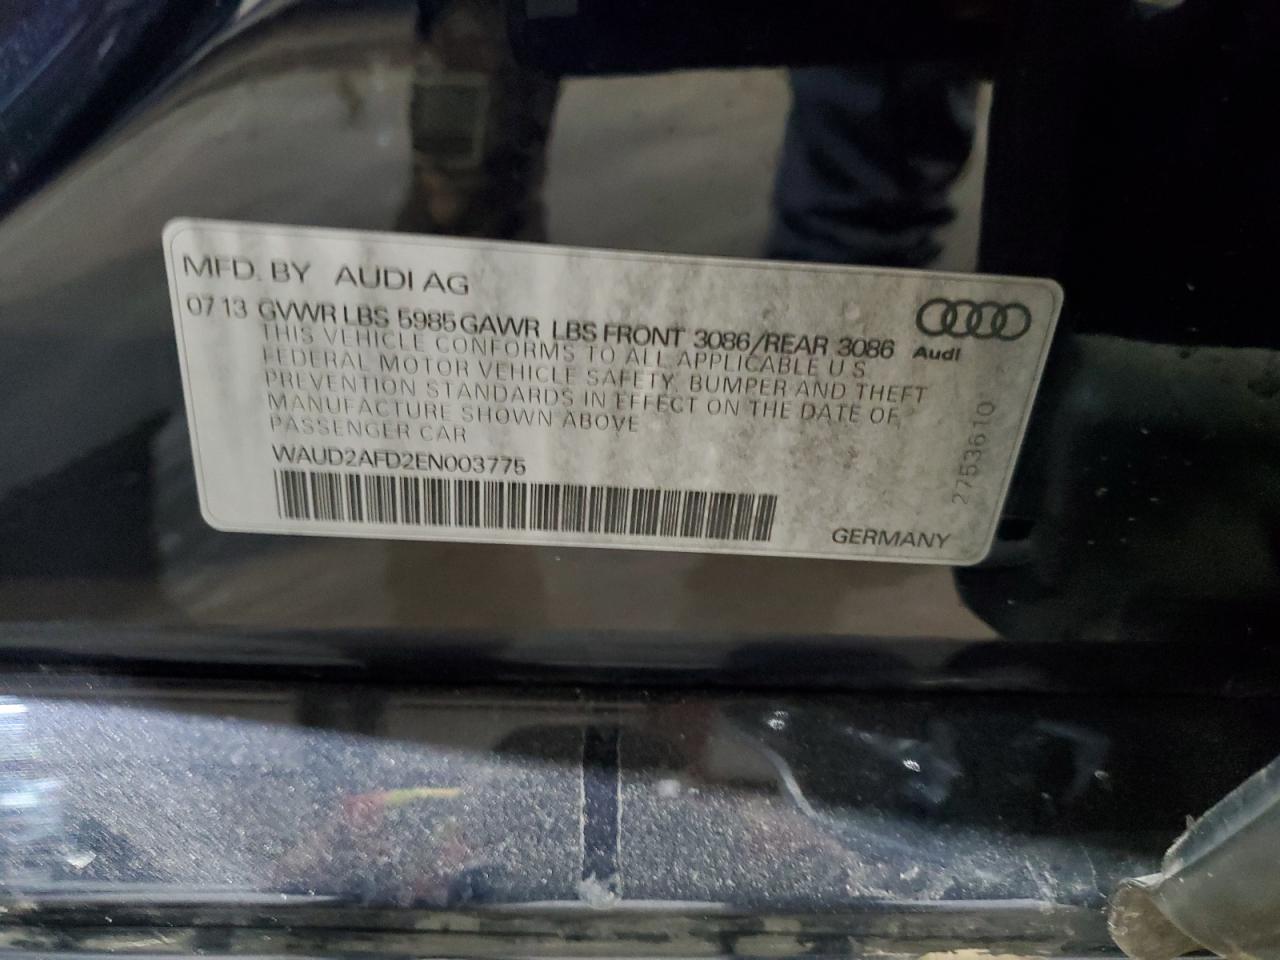 MFD. BY AUDI AG
07 13 GVWR LBS 5985 GAWR LBS FRONT 3086/REAR 3086
Audi
THIS VEHICLE CONFORMS TO ALL APPLICABLE U S
FEDERAL MOTOR VEHICLE SAFETY, BUMPER AND THEFT
PREVENTION STANDARDS IN EFFECT ON THE DATE OF
MANUFACTURE SHOWN ABOVE
PASSENGER CAR
WAUD2AFD2EN003775
GERMANY
2753610